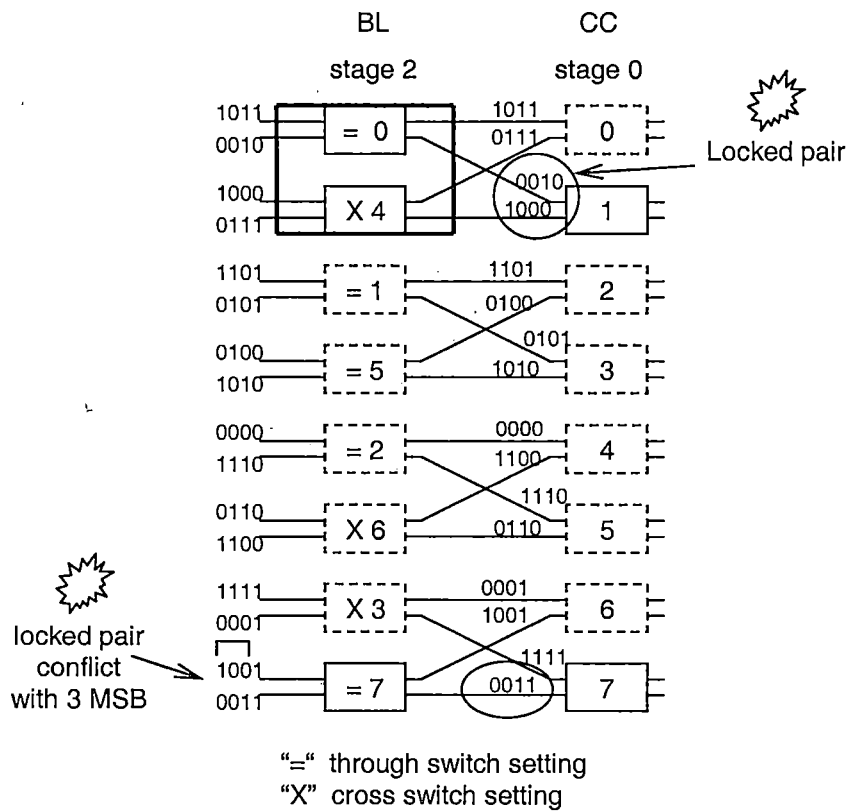 BL CC
stage 2 stage 0
1011 = 0 1011 0
0010 0111
Locked pair
1000 X 4 0010 1
0111 1000
1101 = 1 1101 2
0101 0100
0100 = 5 0101 3
1010 1010
0000 = 2 0000 4
1110 1100
0110 X 6 1110 5
1100 0110
1111 X 3 0001 6
0001 1001
locked pair
conflict
with 3 MSB
1001 = 7 1111 7
0011 0011
"=" through switch setting
"X" cross switch setting